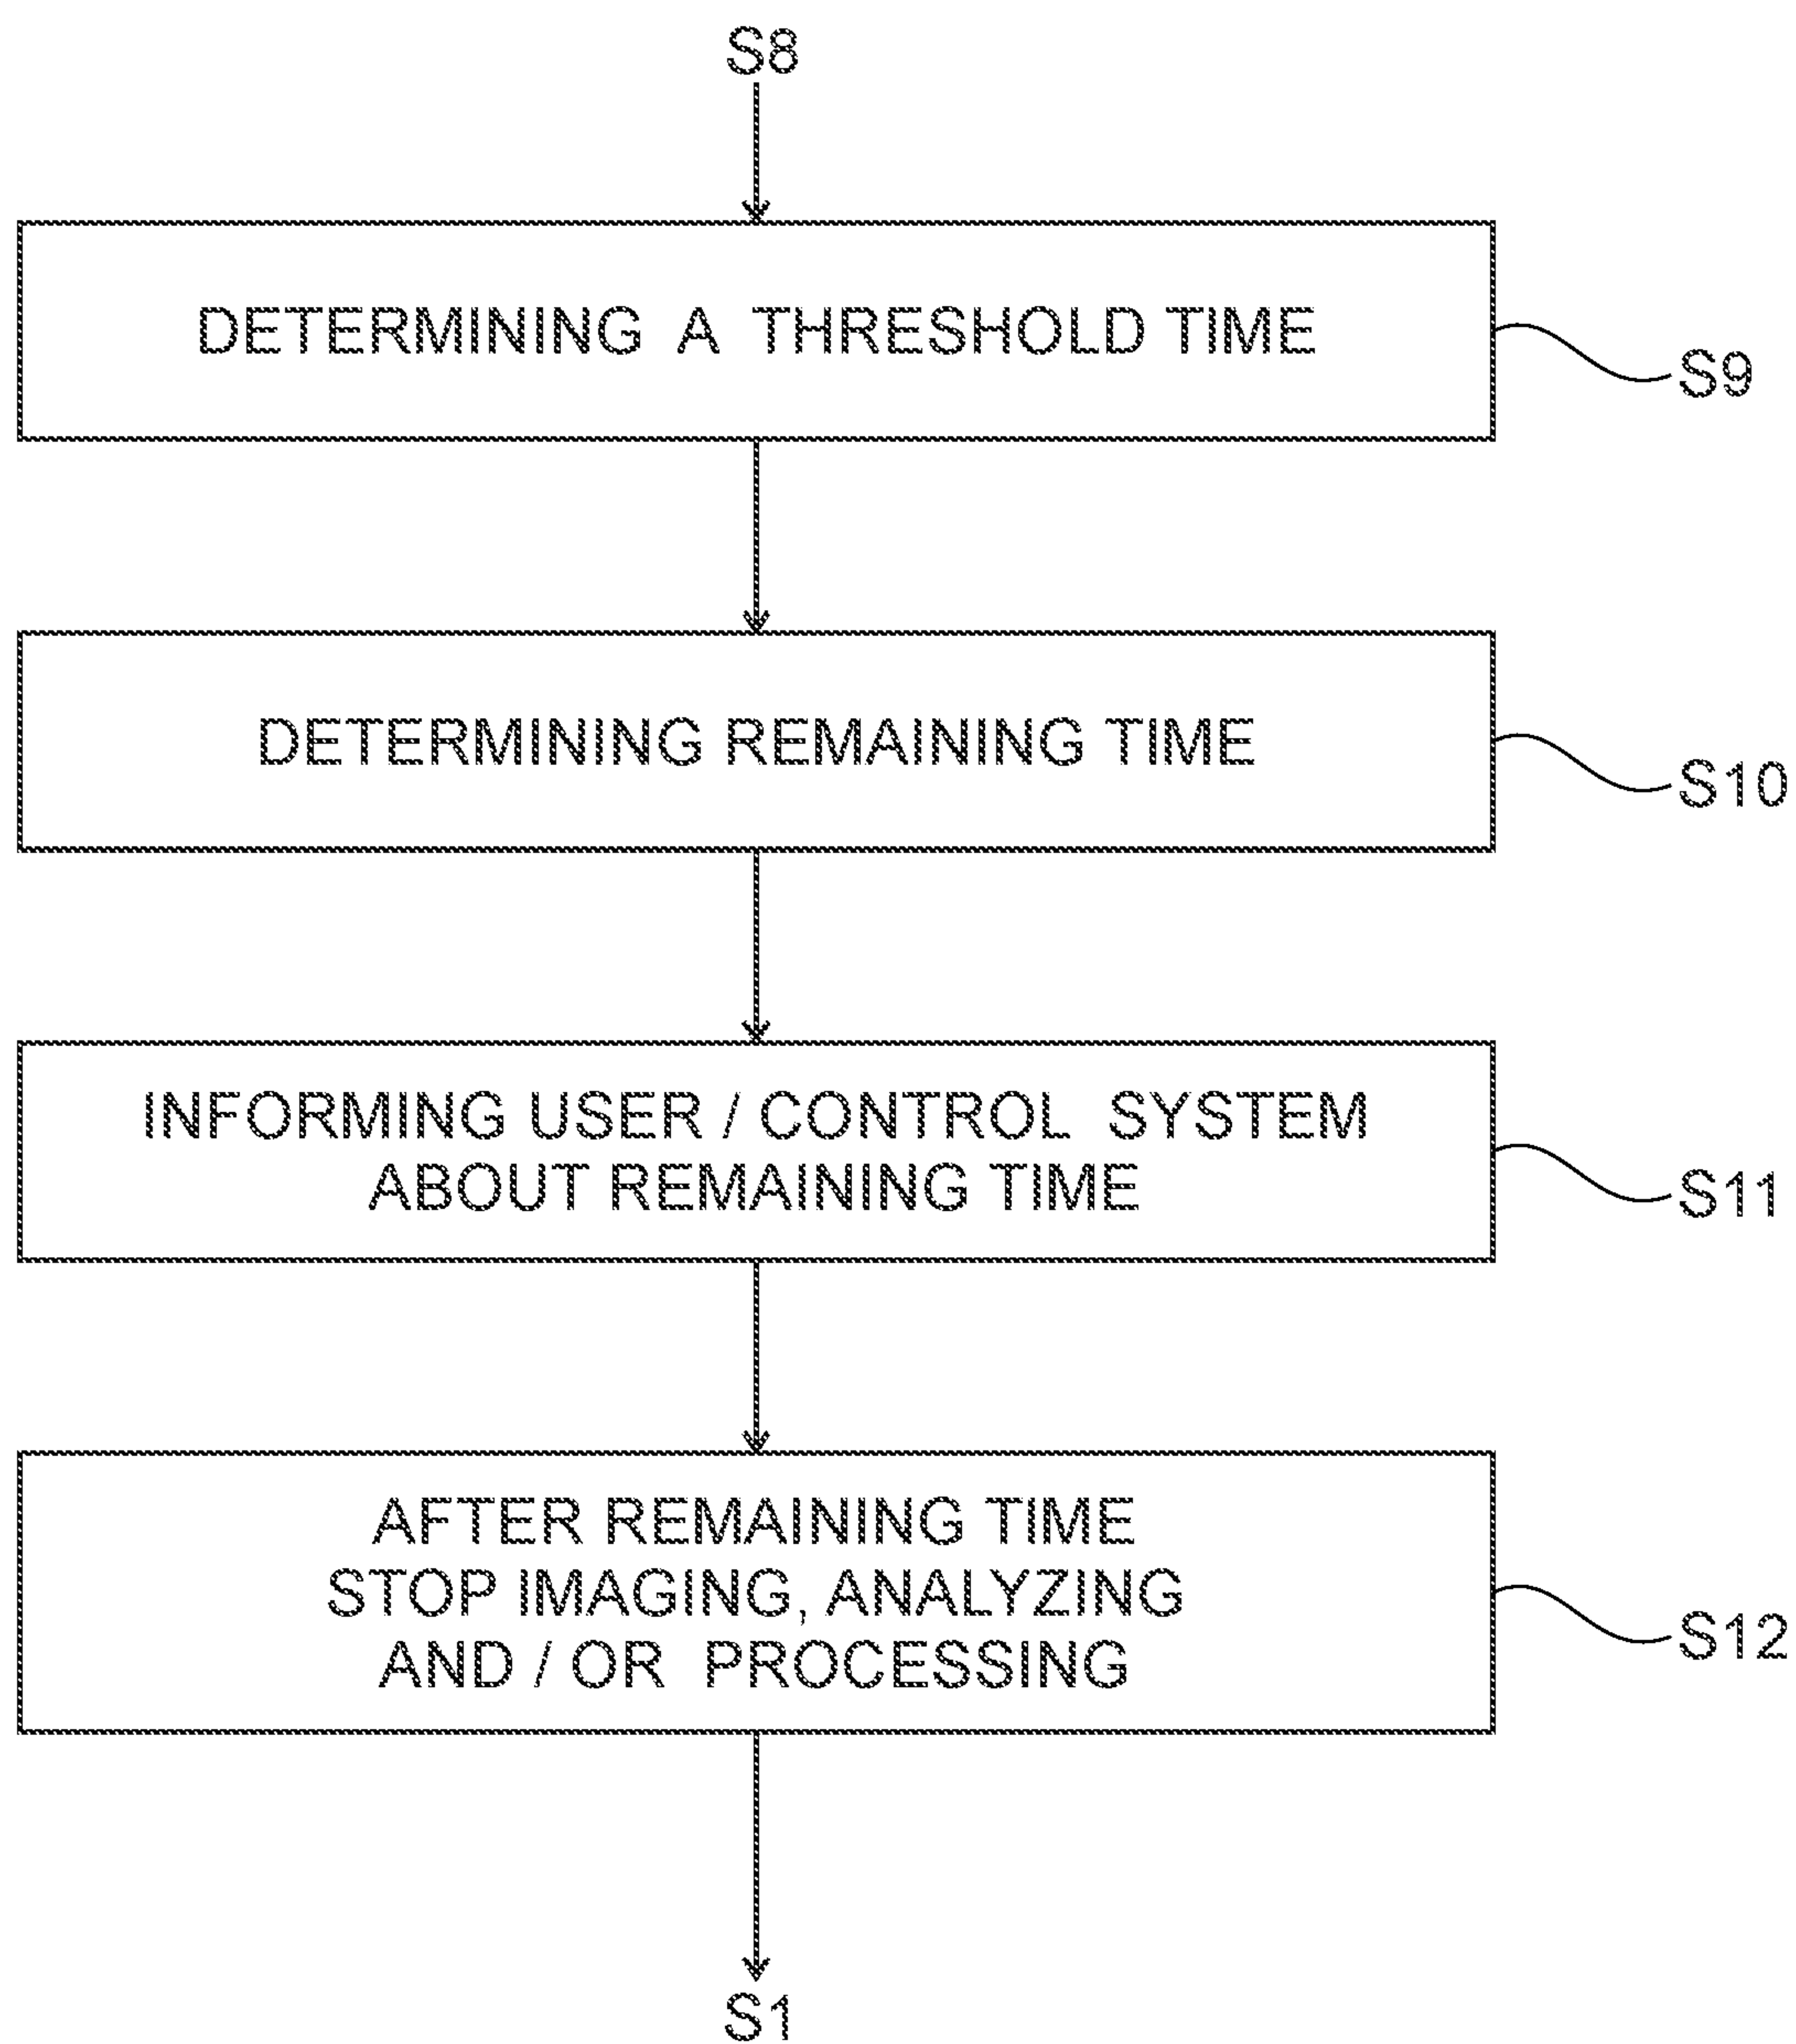 S8
DETERMINING A THRESHOLD TIME
S9
DETERMINING REMAINING TIME
S10
INFORMING USER / CONTROL SYSTEM
ABOUT REMAINING TIME
S11
AFTER REMAINING TIME
STOP IMAGING, ANALYZING
AND / OR PROCESSING
S12
S1